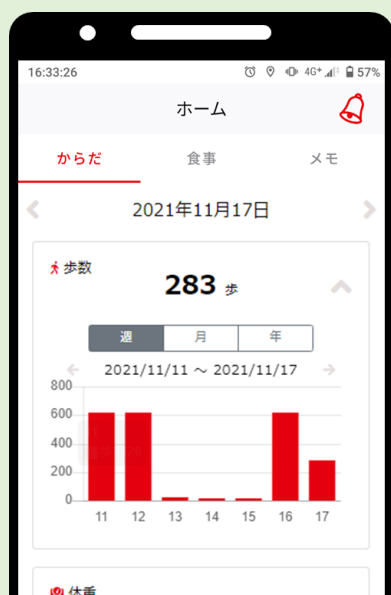 16:33:26 4G+ 57%
ホーム
からだ 食事 メモ
2021年11月17日
歩数
283 歩
週 月 年
2021/11/11 ～ 2021/11/17
800
600
400
200
0
11 12 13 14 15 16 17
体重